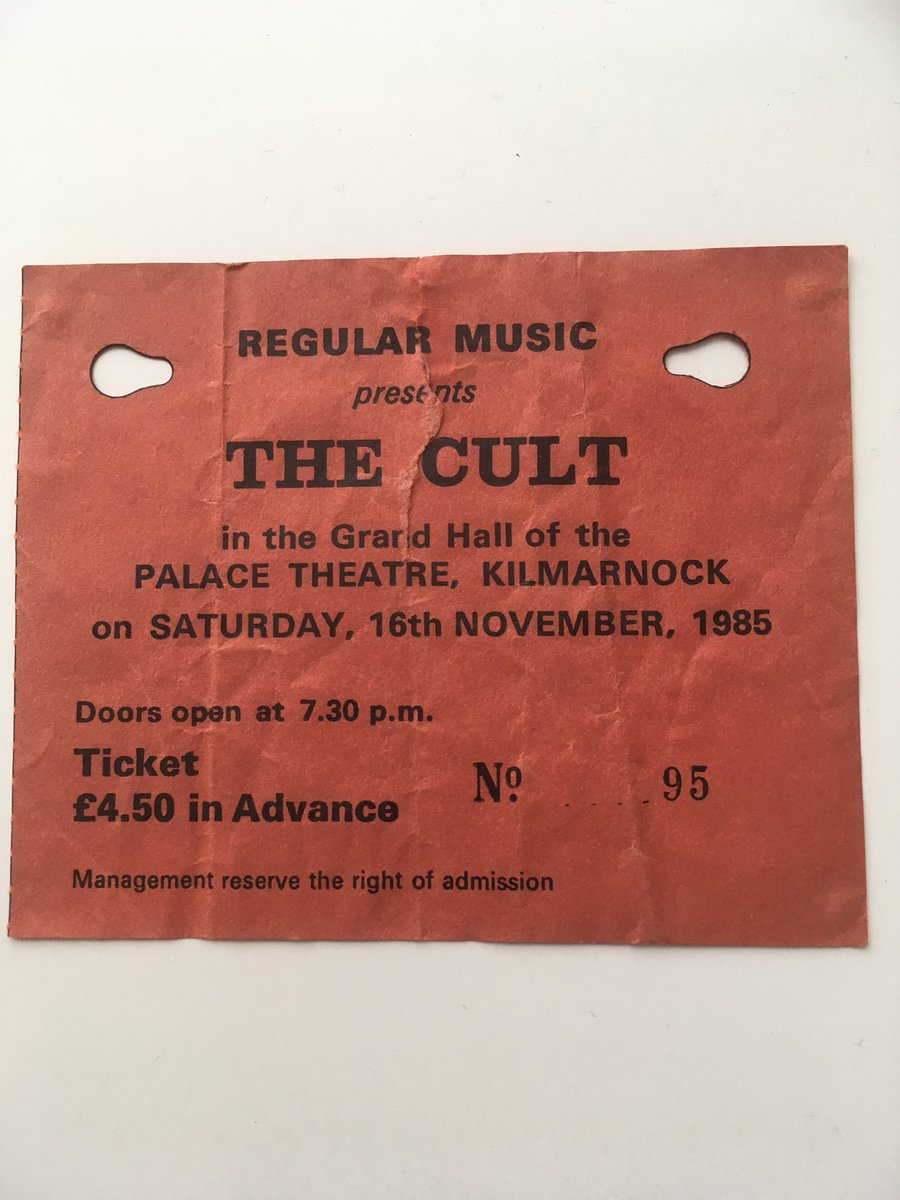 REGULAR MUSIC
presents
THE CULT
in the Grand Hall of the
PALACE THEATRE, KILMARNOCK
on SATURDAY, 16th NOVEMBER, 1985
Doors open at 7.30 p.m.
Ticket
£4.50 in Advance
Nº 95
Management reserve the right of admission